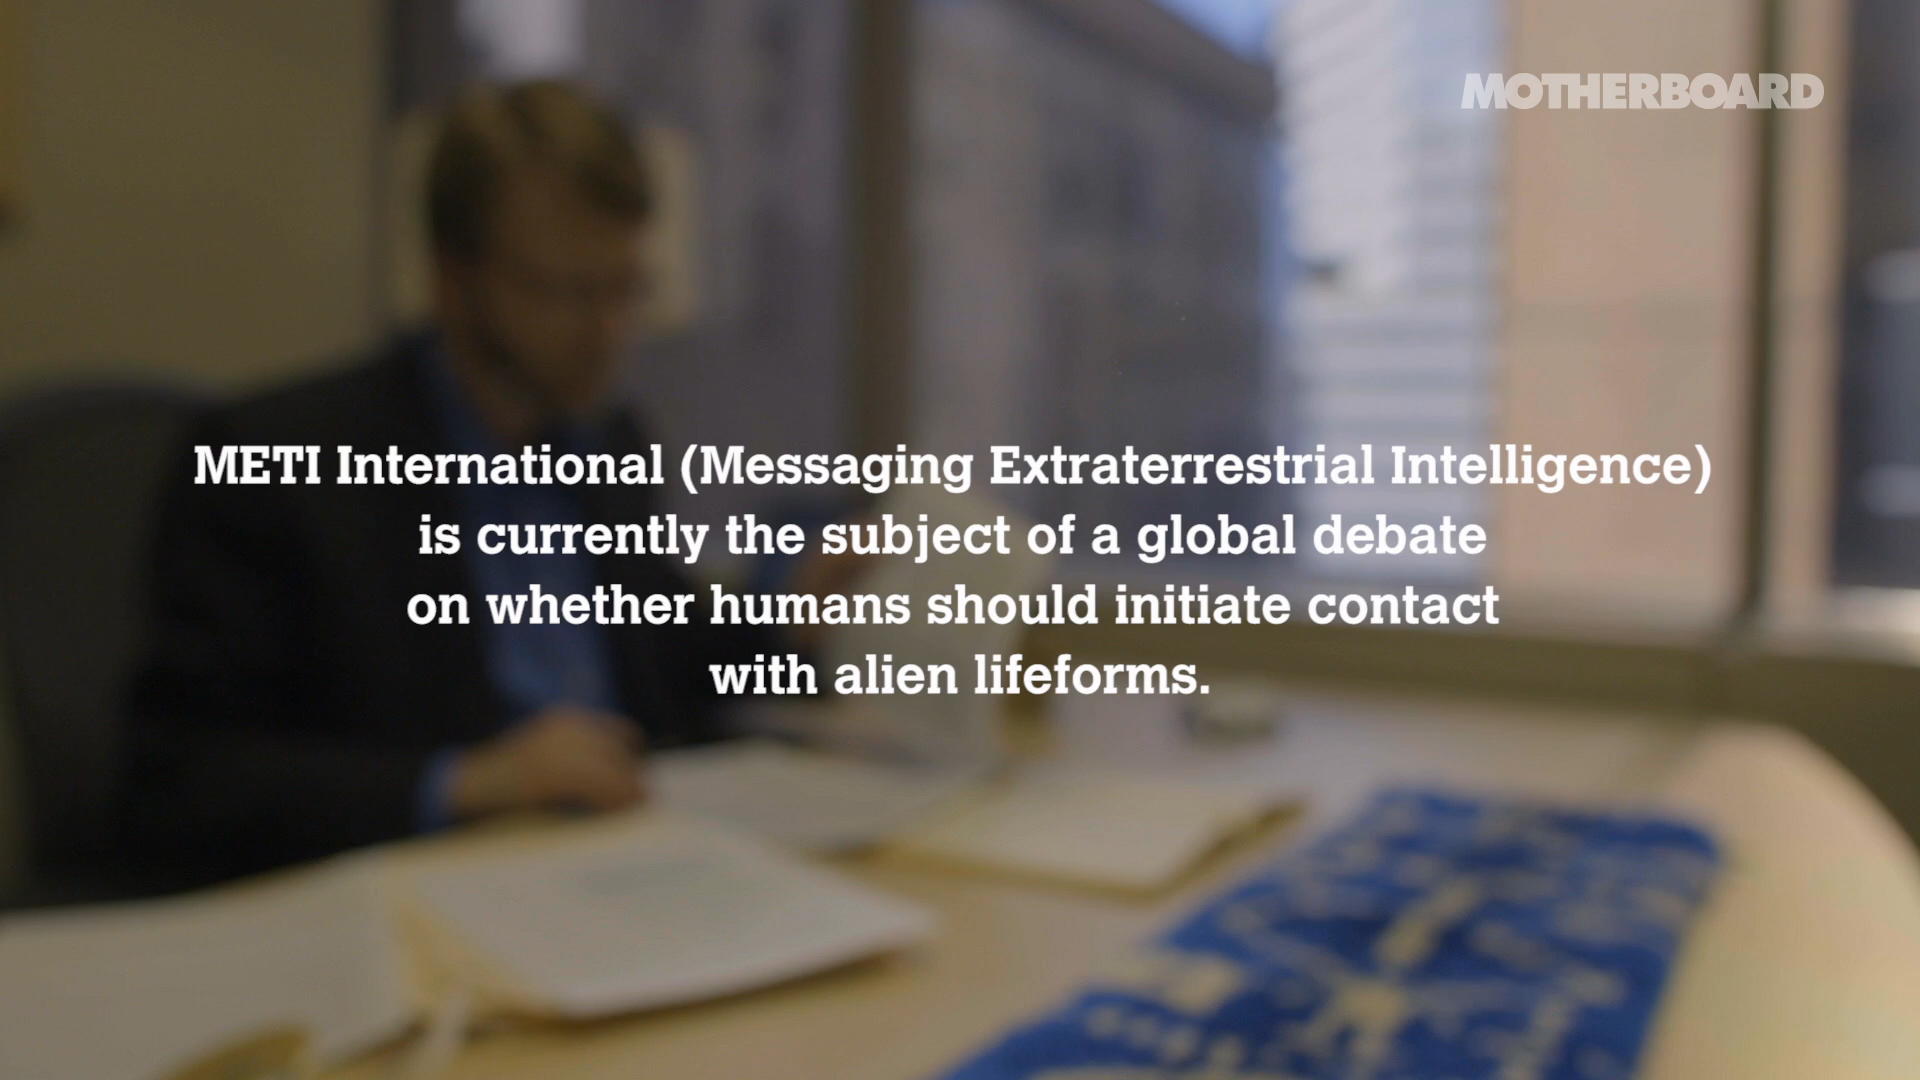 MOTHERBOARD
METI International (Messaging Extraterrestrial Intelligence)
is currently the subject of a global debate
on whether humans should initiate contact
with alien lifeforms.